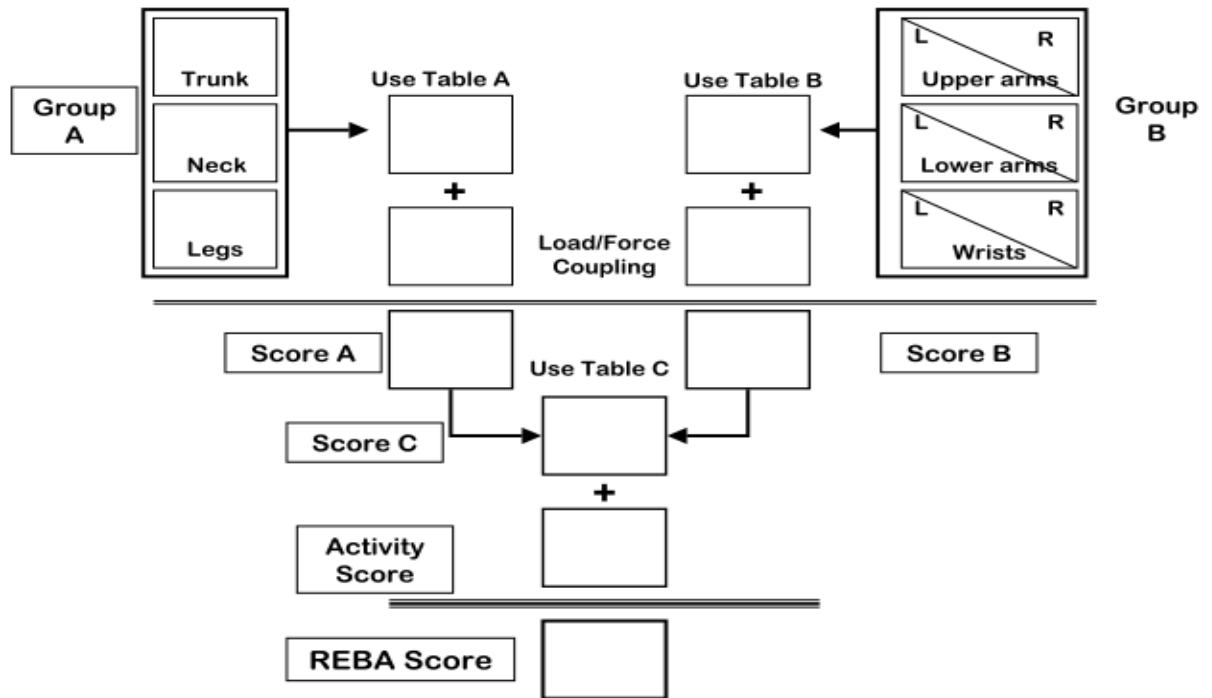 Group
A
Trunk
Neck
Legs
Use Table A
+
+
Load/Force
Coupling
Use Table B
L R
Upper arms
L R
Lower arms
L R
Wrists
Group
B
Score A
Use Table C
Score B
Score C
+
Activity
Score
REBA Score